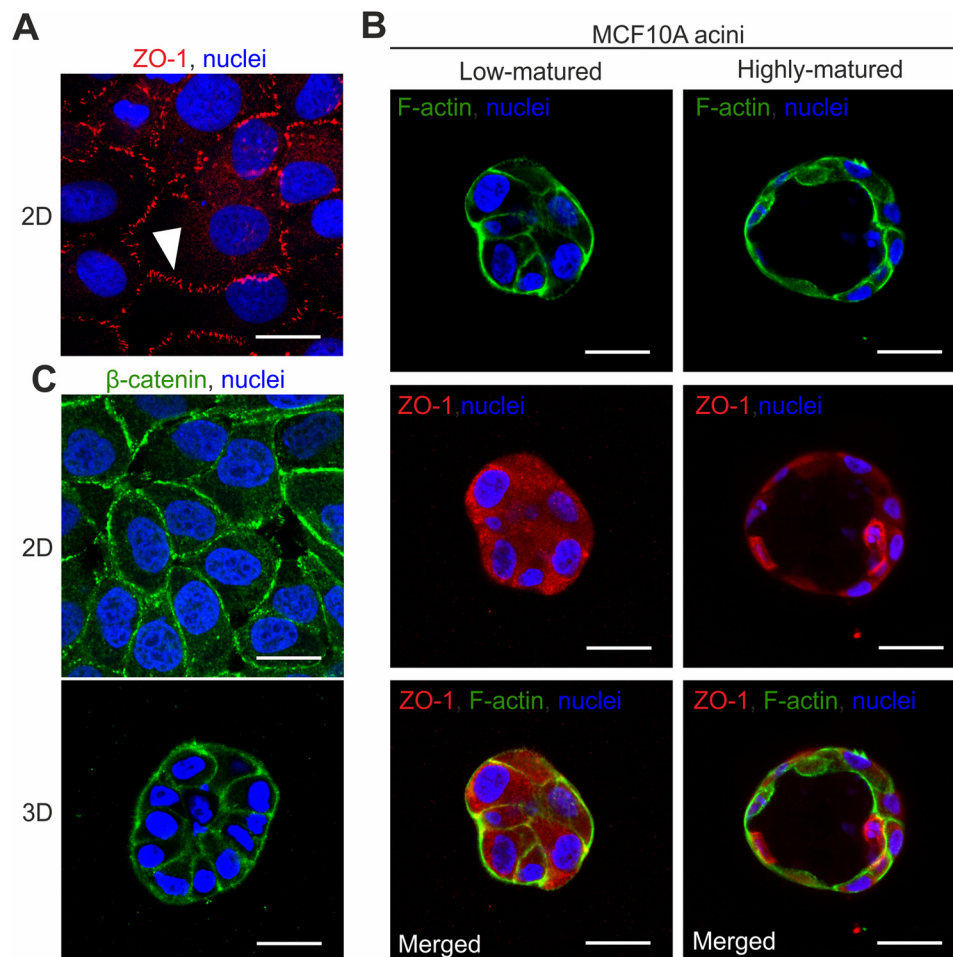 A
ZO-1, nuclei
2D
C
β-catenin, nuclei
2D
3D
B
MCF10A acini
Low-matured
Highly-matured
F-actin, nuclei
F-actin, nuclei
ZO-1,nuclei
ZO-1,nuclei
ZO-1, F-actin, nuclei
Merged
ZO-1, F-actin, nuclei
Merged